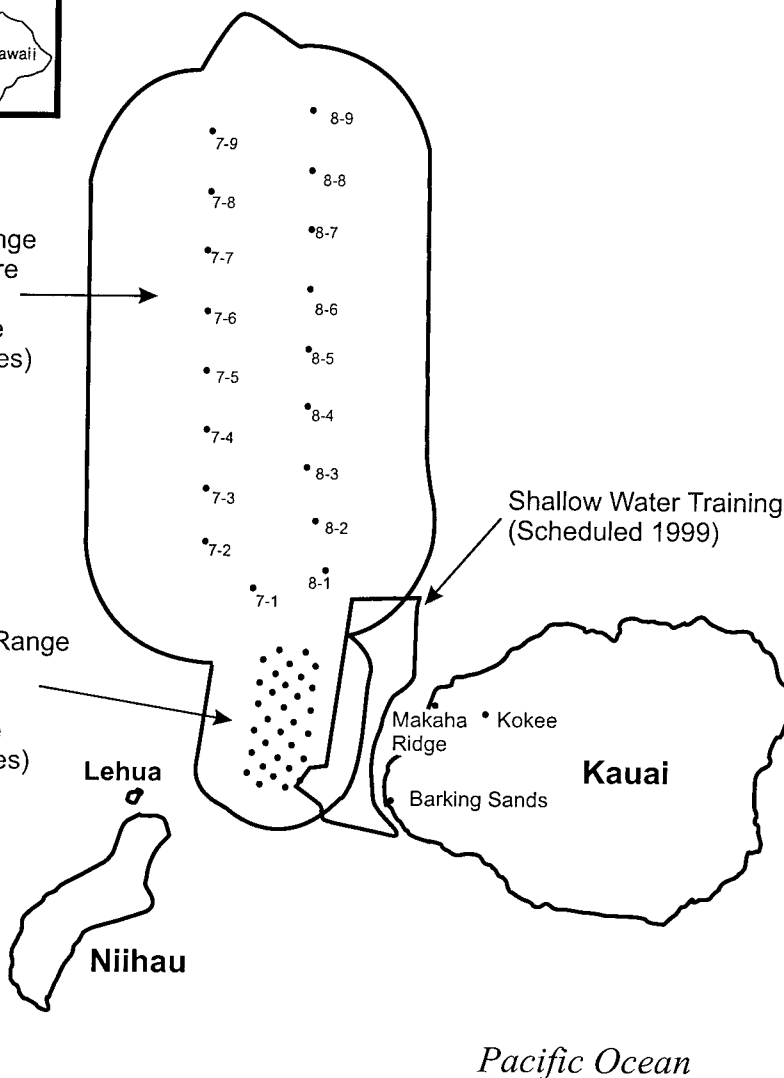 awaii
8-9
7-9
8-8
7-8
8-7
nge
7-7
re
8-6
7-6
e
8-5
es)
7-5
8-4
7-4
8-3
7-3
Shallow Water Training
(Scheduled 1999)
8-2
7-2
8-1
7-1
Range
Makaha
Ridge
Kokee
es)
Lehua
Kauai
Barking Sands
Niihau
Pacific Ocean